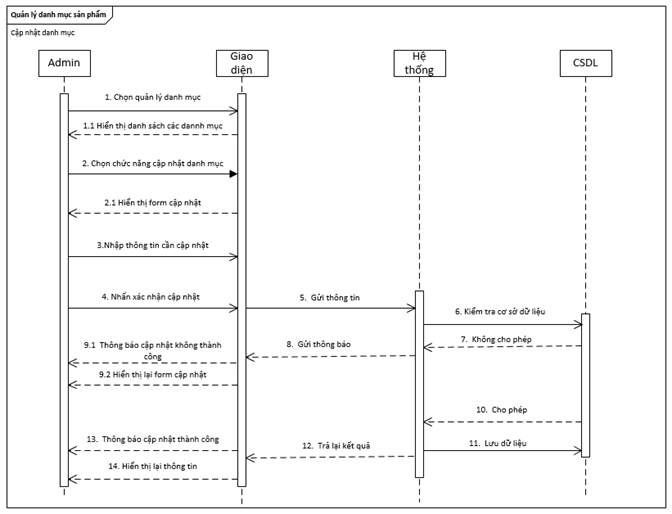 Quản lý danh mục sản phẩm
Cập nhật danh mục
Admin
Giao
diện
Hệ
thống
CSDL
1. Chọn quản lý danh mục
1.1 Hiển thị danh sách các dannh mục
2. Chọn chức năng cập nhật danh mục
2.1 Hiển thị form cập nhật
3.Nhập thông tin cần cập nhật
4. Nhấn xác nhận cập nhật
5. Gửi thông tin
6. Kiểm tra cơ sở dữ liệu
7. Không cho phép
8. Gửi thông báo
9.1 Thông báo cập nhật không thành
công
9.2 Hiển thị lại form cập nhật
10. Cho phép
11. Lưu dữ liệu
12. Trả lại kết quả
13. Thông báo cập nhật thành công
14. Hiển thị lại thông tin